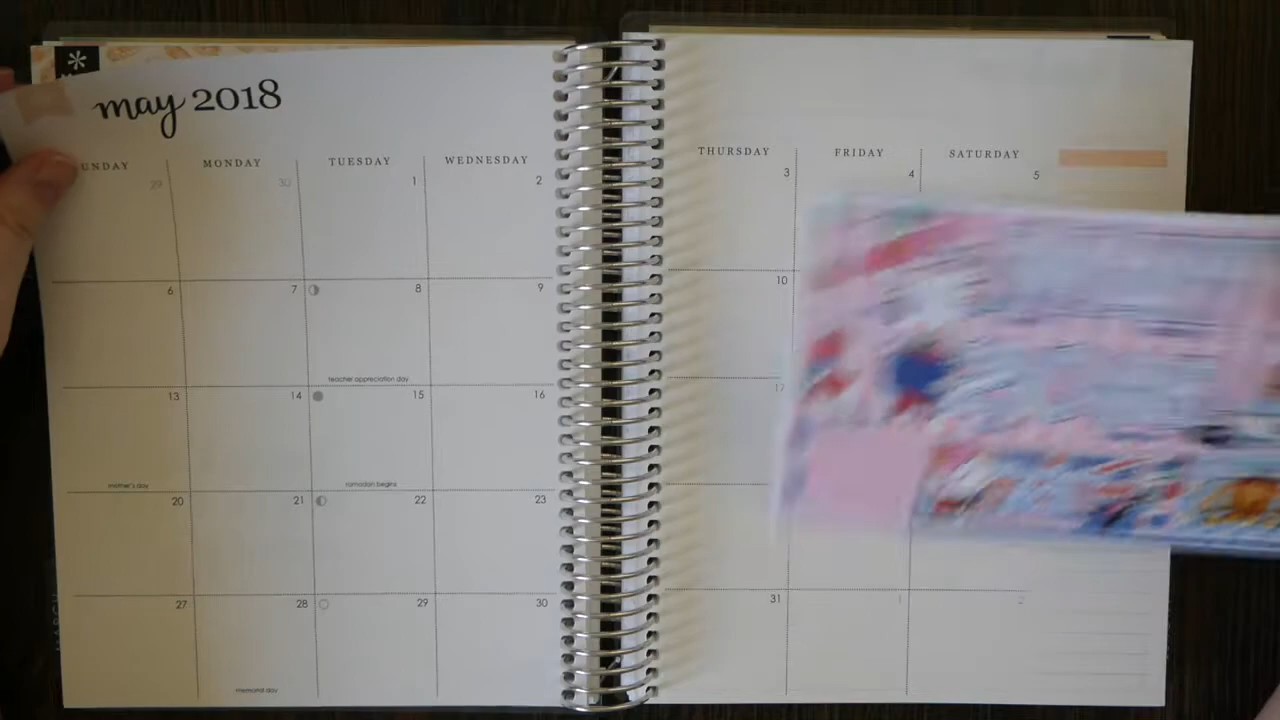 may 2018
UNDAY MONDAY TUESDAY WEDNESDAY THURSDAY FRIDAY SATURDAY
29 30 1 2 3 4 5
6 7 8 9 10
teacher appreciation day
13 14 15 16 17
mother's day ramadan begins
20 21 22 23
27 28 29 30 31 1 2
memorial day
MARCH